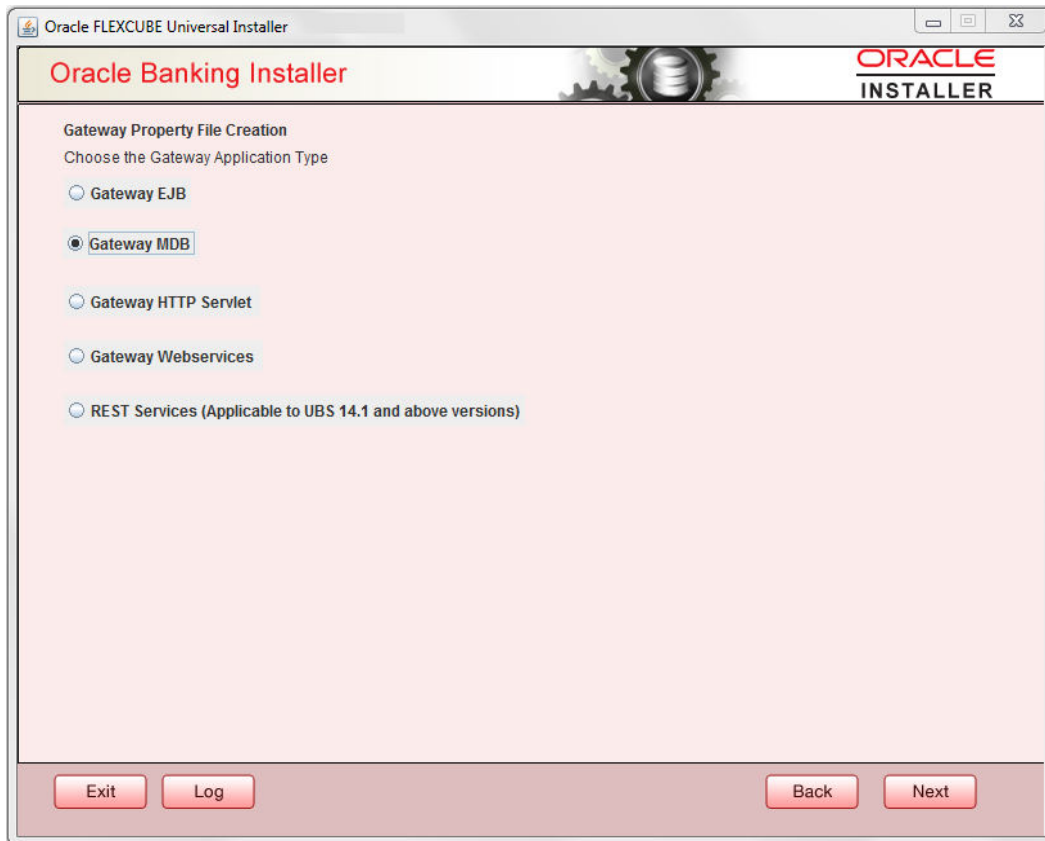 Oracle FLEXCUBE Universal Installer
Oracle Banking Installer
ORACLE
INSTALLER
Gateway Property File Creation
Choose the Gateway Application Type
Gateway EJB
Gateway MDB
Gateway HTTP Servlet
Gateway Webservices
REST Services (Applicable to UBS 14.1 and above versions)
Exit Log Back Next